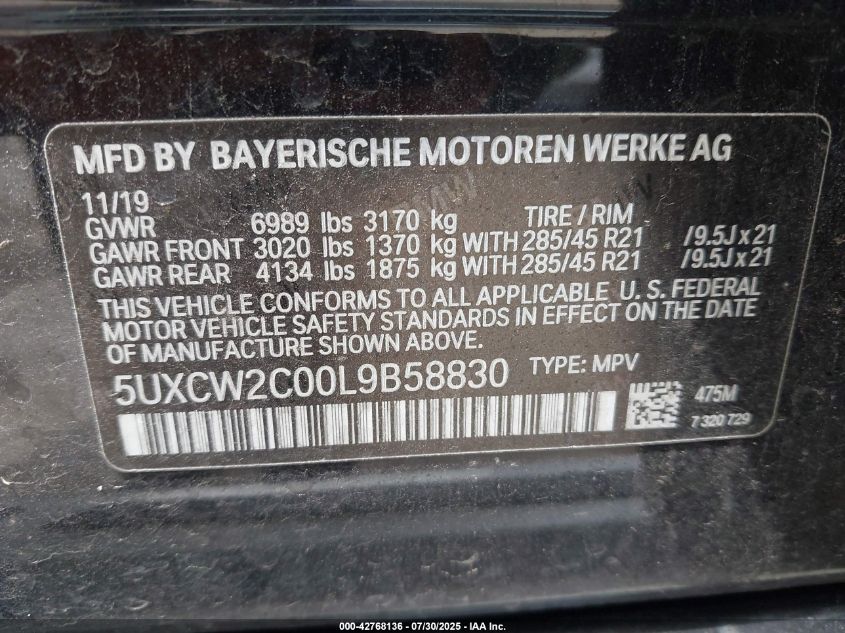 MFD BY BAYERISCHE MOTOREN WERKE AG
11/19
GVWR 6989 lbs 3170 kg TIRE / RIM
GAWR FRONT 3020 lbs 1370 kg WITH 285/45 R21 /9.5J x 21
GAWR REAR 4134 lbs 1875 kg WITH 285/45 R21 /9.5J x 21
THIS VEHICLE CONFORMS TO ALL APPLICABLE U. S. FEDERAL
MOTOR VEHICLE SAFETY STANDARDS IN EFFECT ON THE DATE
OF MANUFACTURE SHOWN ABOVE.
5UXCW2C00L9B58830 TYPE: MPV
475M
7 320 729
000-42768136 - 07/30/2025 - IAA Inc.